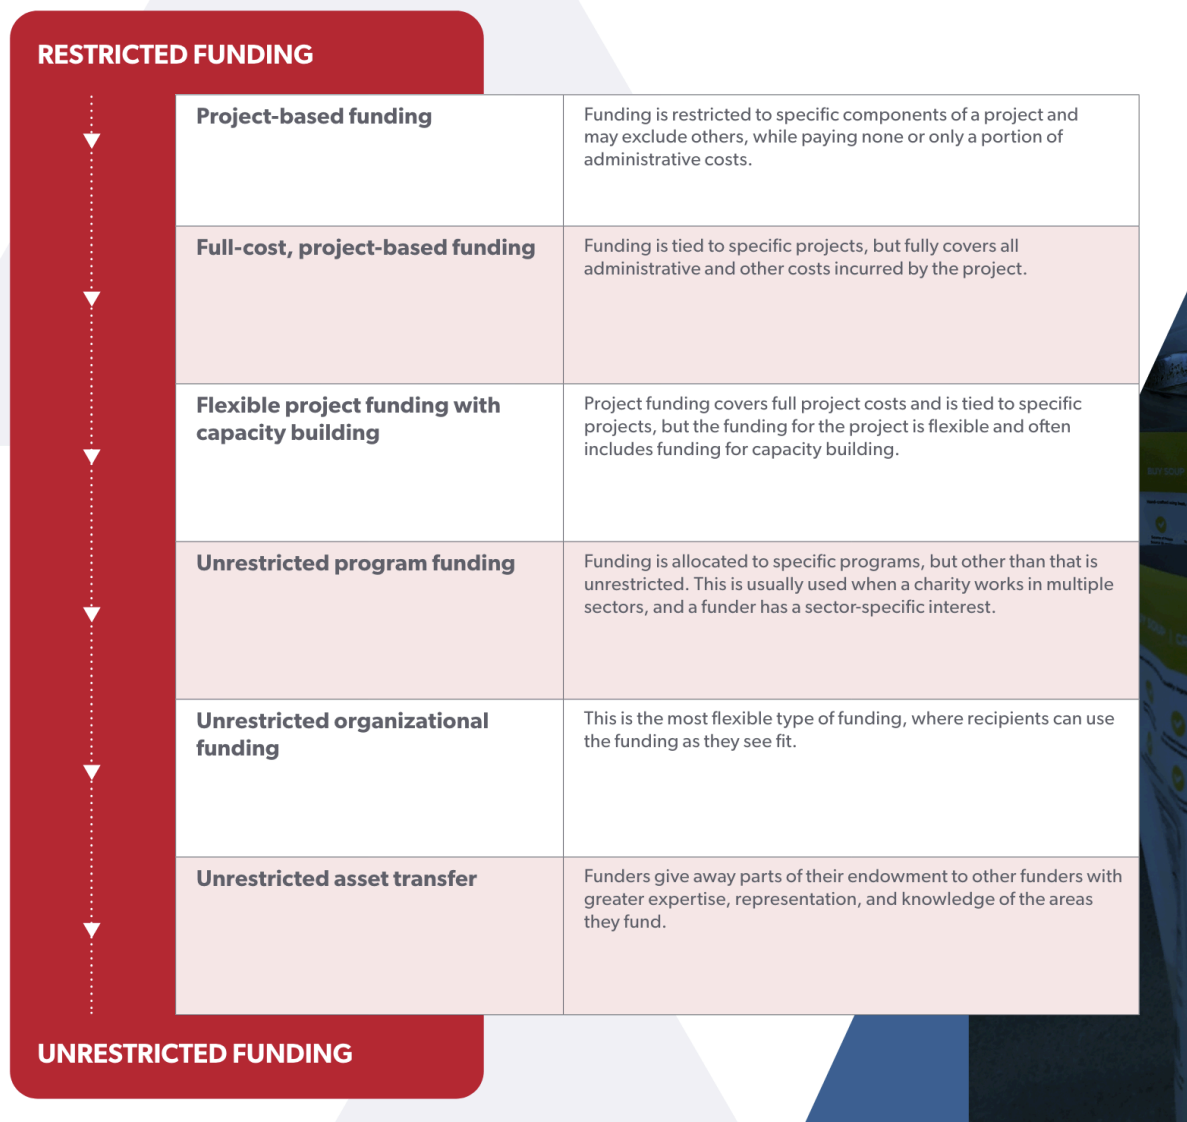 RESTRICTED FUNDING
Project-based funding
Funding is restricted to specific components of a project and
may exclude others, while paying none or only a portion of
administrative costs.
Full-cost, project-based funding
Funding is tied to specific projects, but fully covers all
administrative and other costs incurred by the project.
Flexible project funding with
capacity building
Project funding covers full project costs and is tied to specific
projects, but the funding for the project is flexible and often
includes funding for capacity building.
Unrestricted program funding
Funding is allocated to specific programs, but other than that is
unrestricted. This is usually used when a charity works in multiple
sectors, and a funder has a sector-specific interest.
Unrestricted organizational
funding
This is the most flexible type of funding, where recipients can use
the funding as they see fit.
Unrestricted asset transfer
Funders give away parts of their endowment to other funders with
greater expertise, representation, and knowledge of the areas
they fund.
UNRESTRICTED FUNDING
BUY SOUP